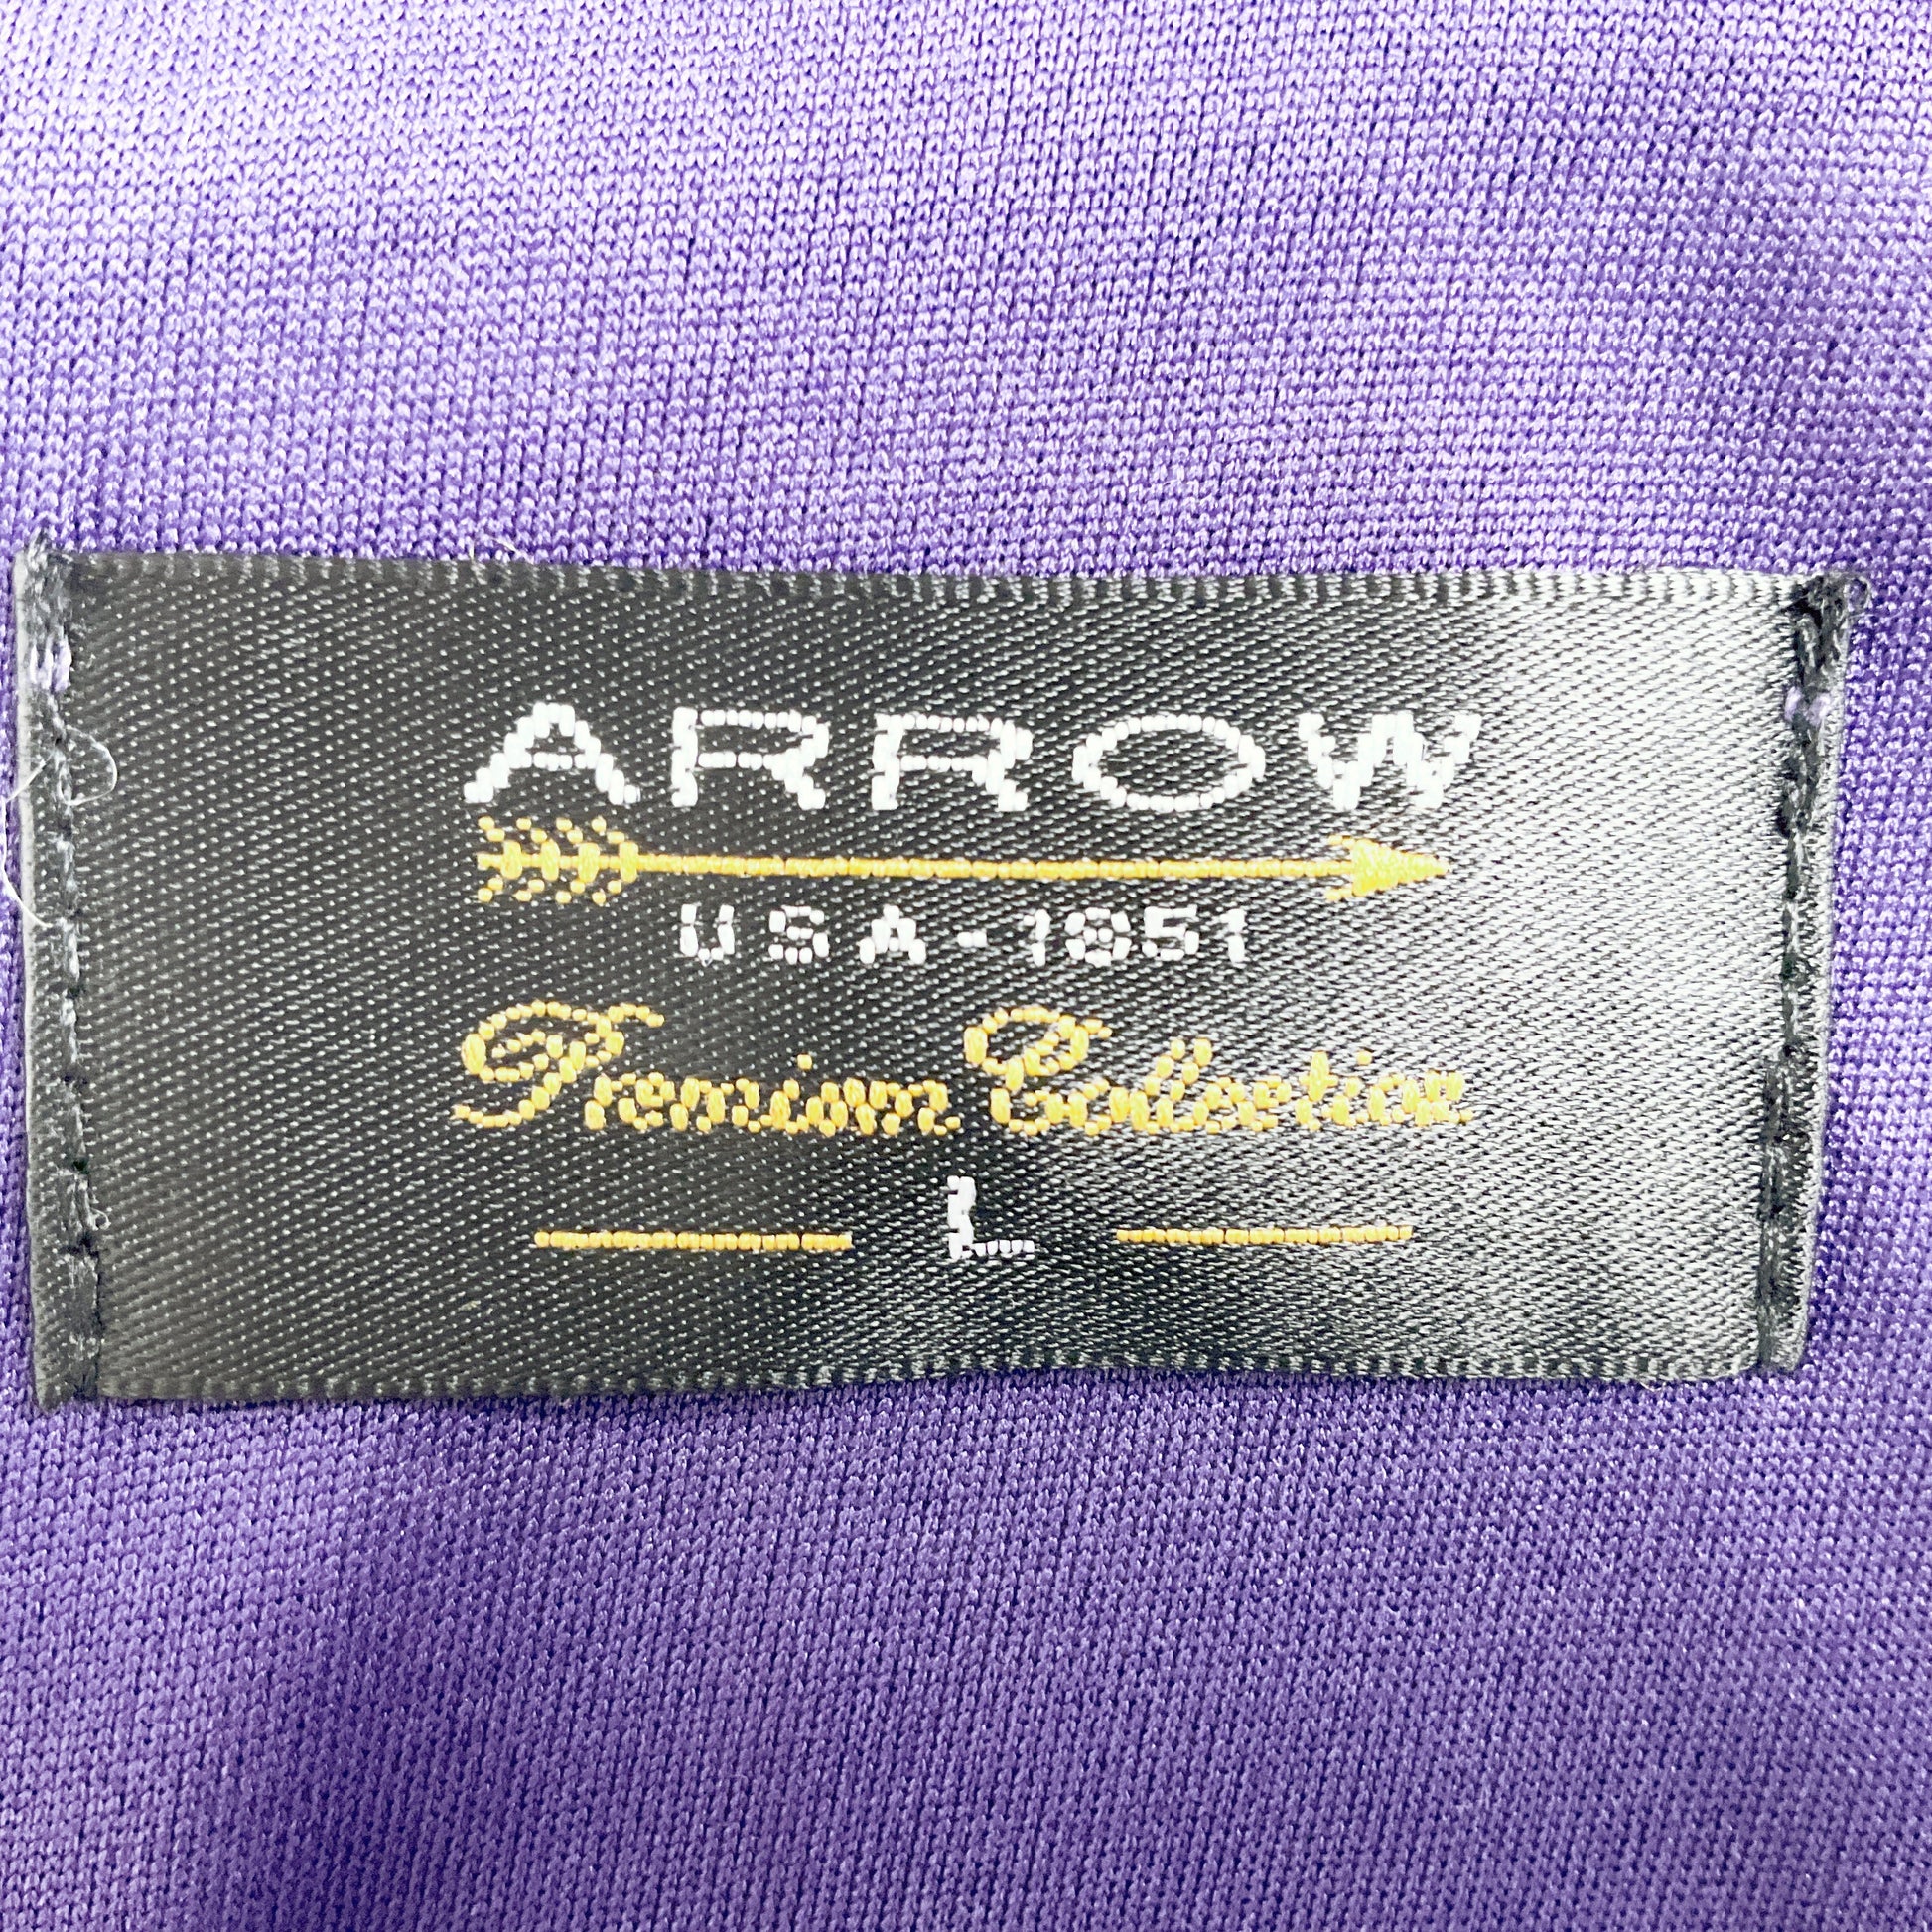 ARROW
USA-1851
Premium Collection
L